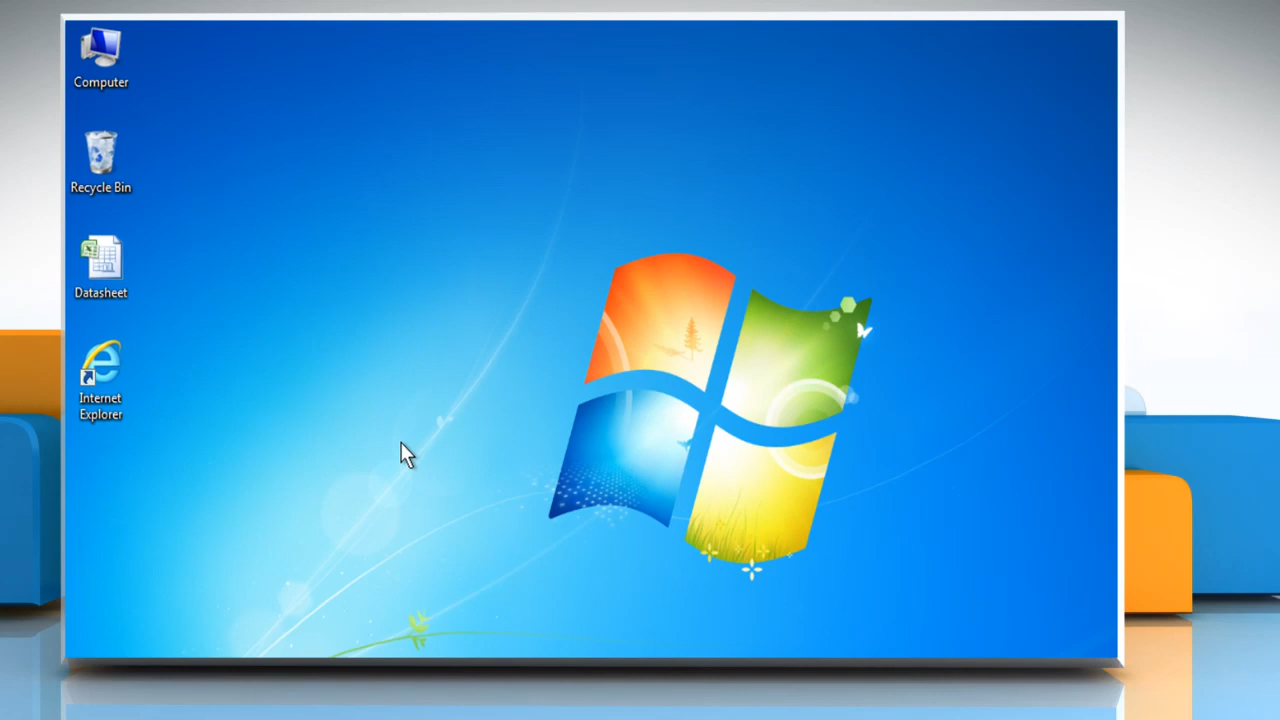 Computer
Recycle Bin
Datasheet
Internet
Explorer